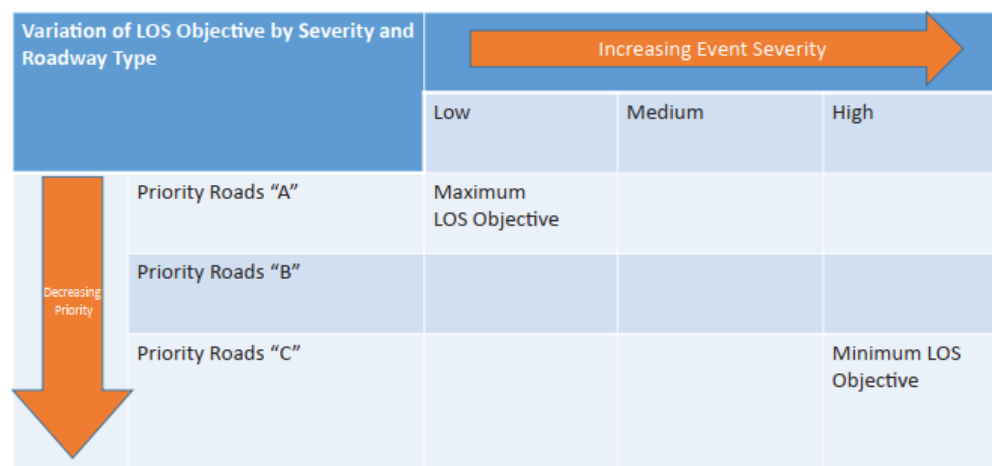 Variation of LOS Objective by Severity and
Roadway Type
Increasing Event Severity
Low
Medium
High
Decreasing
Priority
Priority Roads “A”
Maximum
LOS Objective
Priority Roads “B”
Priority Roads “C”
Minimum LOS
Objective